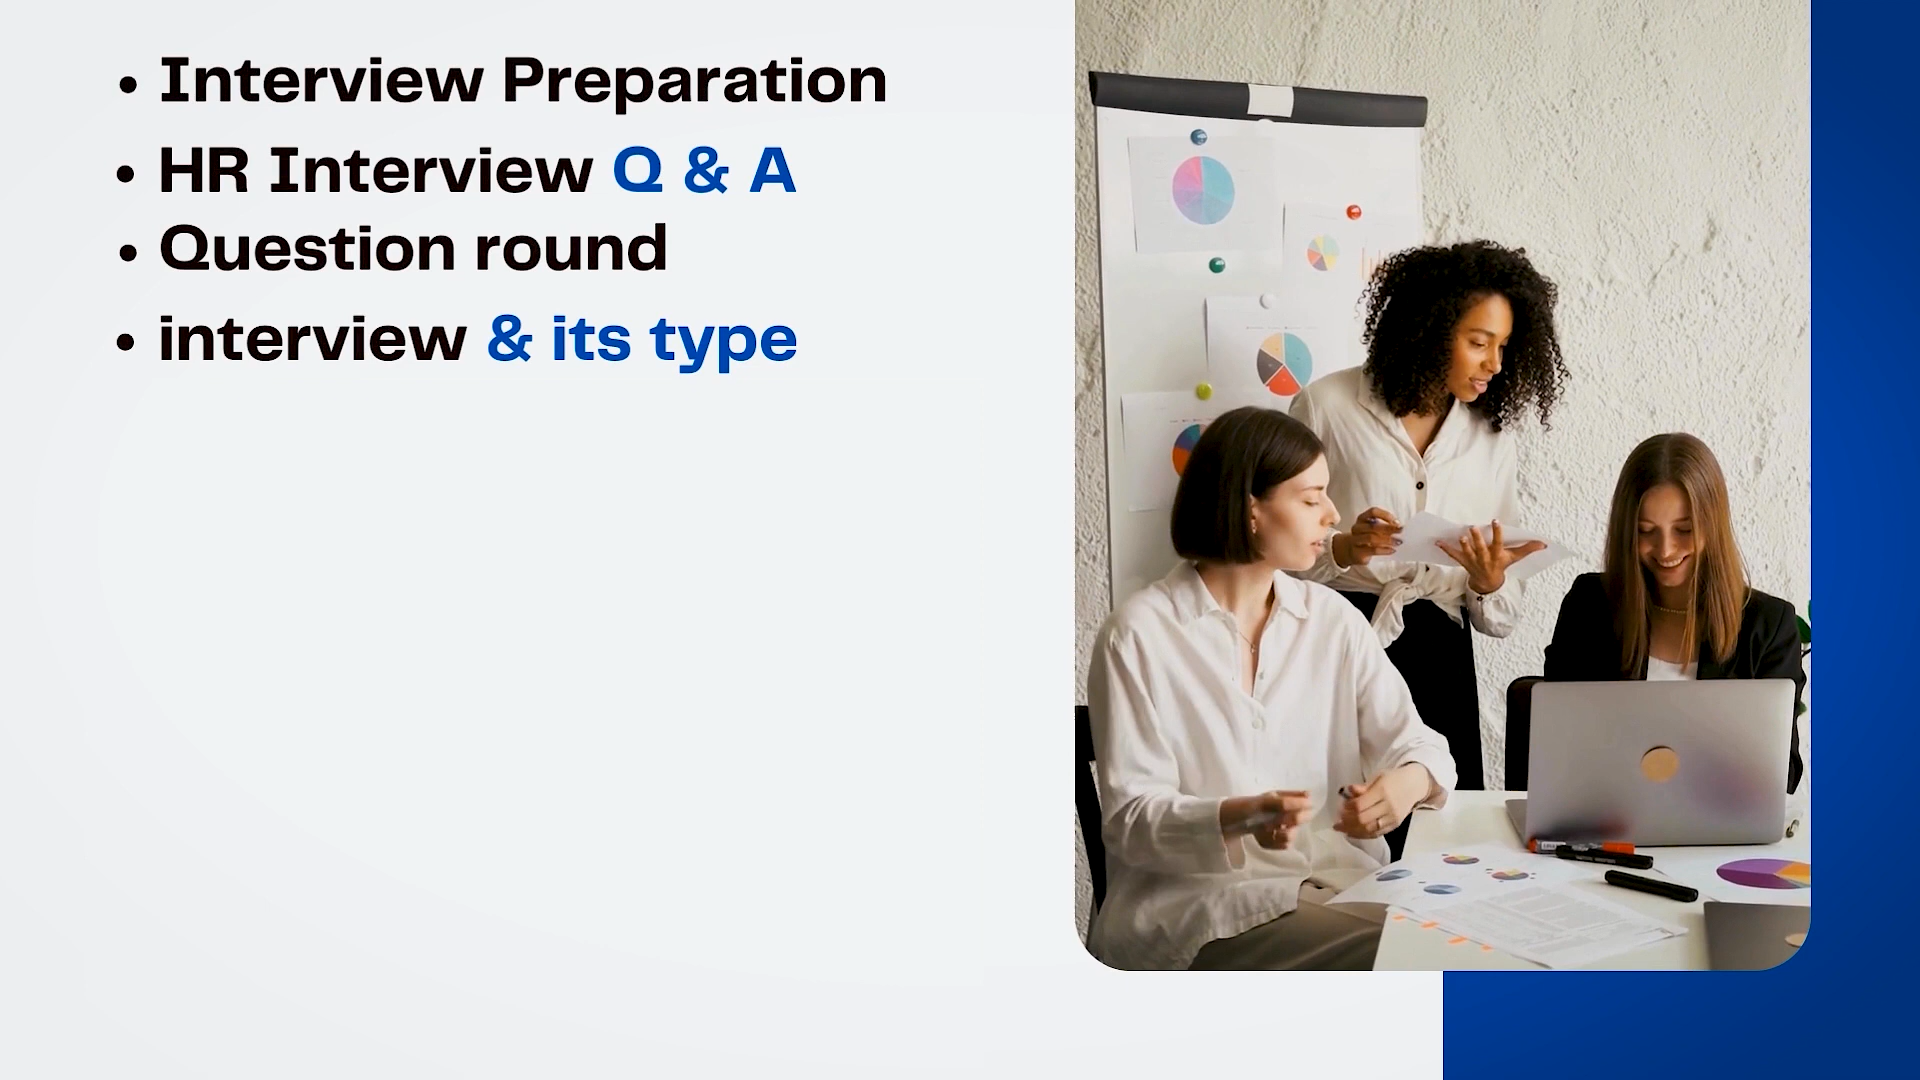 • Interview Preparation
• HR Interview Q & A
• Question round
• interview & its type